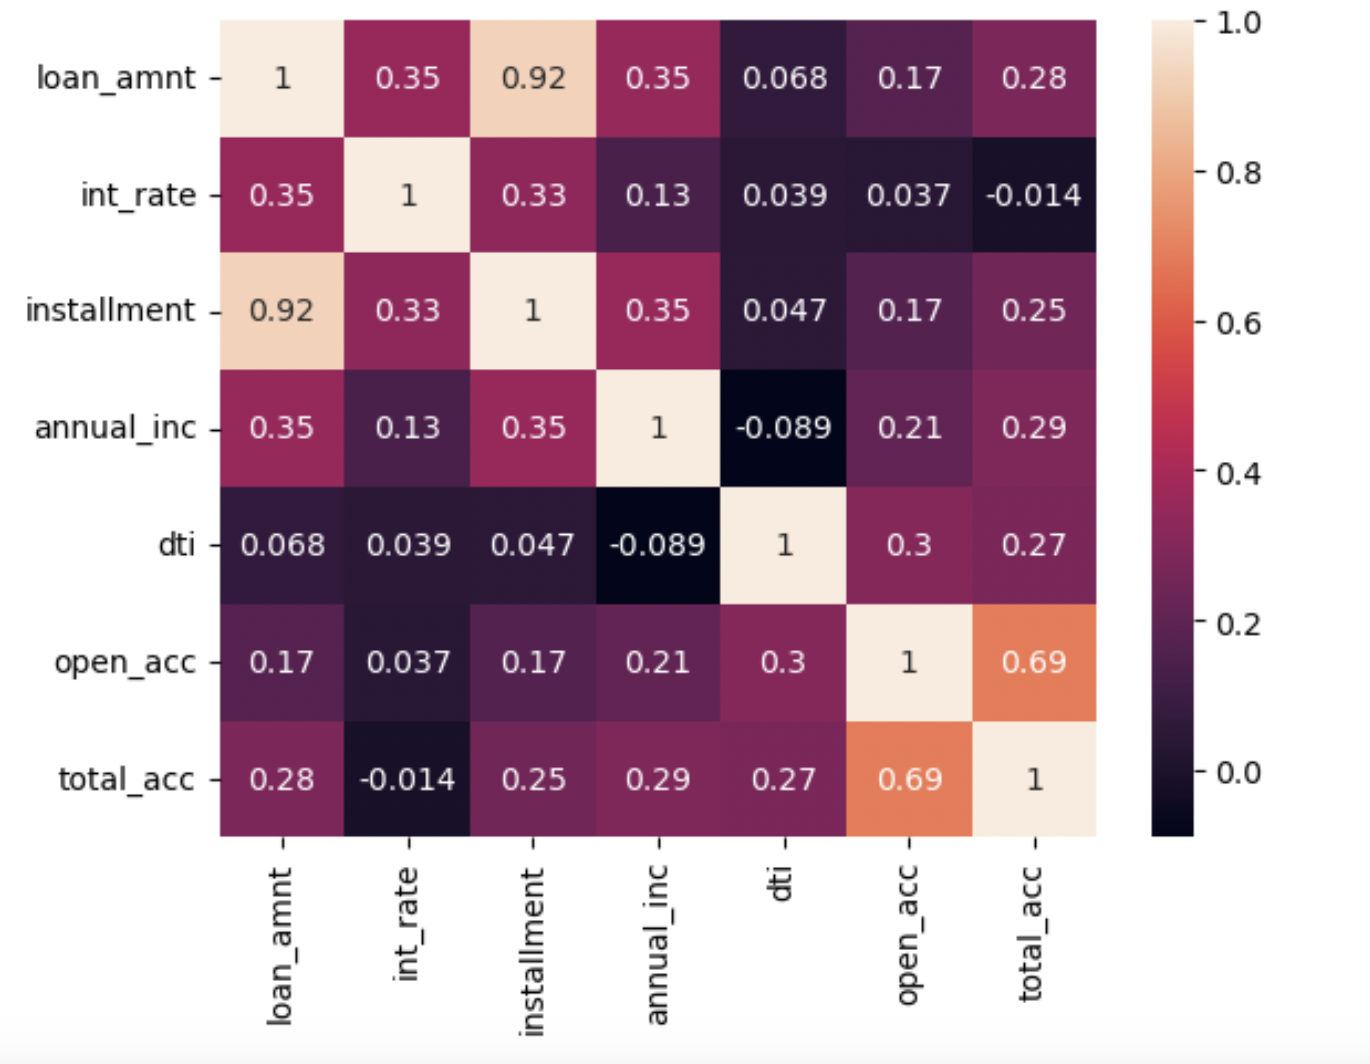 loan_amnt 1 0.35 0.92 0.35 0.068 0.17 0.28
int_rate 0.35 1 0.33 0.13 0.039 0.037 -0.014
installment 0.92 0.33 1 0.35 0.047 0.17 0.25
annual_inc 0.35 0.13 0.35 1 -0.089 0.21 0.29
dti 0.068 0.039 0.047 -0.089 1 0.3 0.27
open_acc 0.17 0.037 0.17 0.21 0.3 1 0.69
total_acc 0.28 -0.014 0.25 0.29 0.27 0.69 1
loan_amnt
int_rate
installment
annual_inc
dti
open_acc
total_acc
1.0
0.8
0.6
0.4
0.2
0.0